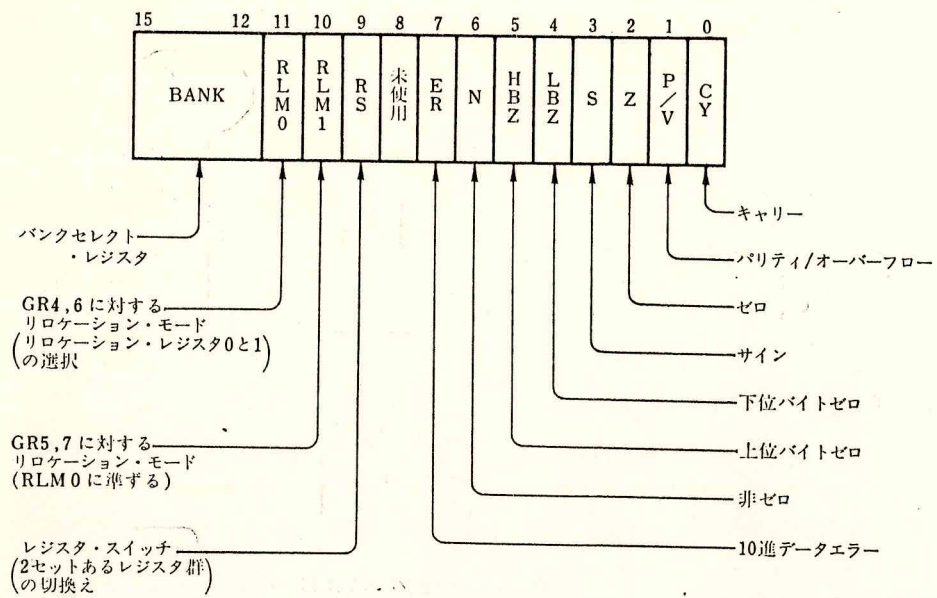 15 12 11 10 9 8 7 6 5 4 3 2 1 0
BANK
RLM0
RLM1
RS
未使用
ER
N
HBZ
LBZ
S
Z
P/V
CY
バンクセレクト
・レジスタ
GR4,6に対する
リロケーション・モード
(リロケーション・レジスタ0と1)
の選択
GR5,7に対する
リロケーション・モード
(RLM0に準ずる)
レジスタ・スイッチ
(2セットあるレジスタ群)
の切換え
キャリー
パリティ/オーバーフロー
ゼロ
サイン
下位バイトゼロ
上位バイトゼロ
非ゼロ
10進データエラー